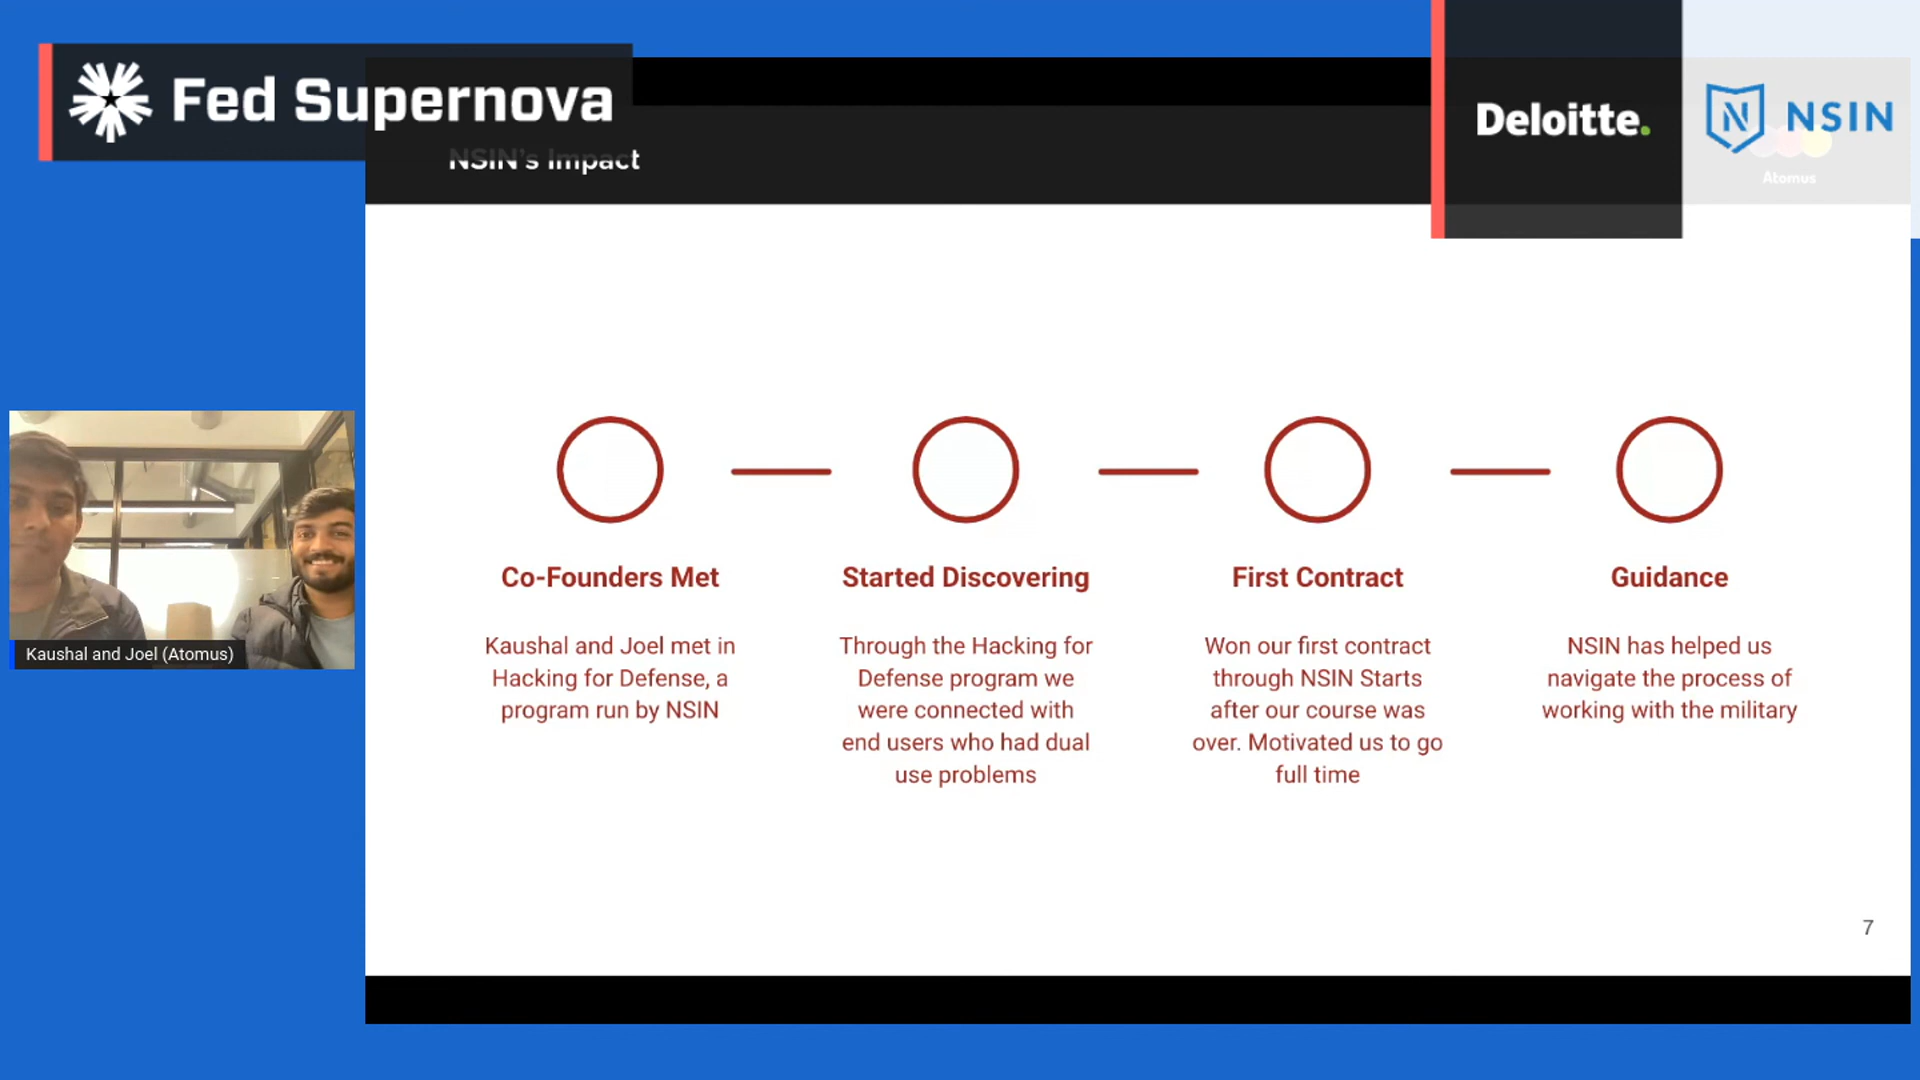 Fed Supernova
Deloitte.
N NSIN
NSIN's Impact
Atomus
Co-Founders Met
Kaushal and Joel met in
Hacking for Defense, a
program run by NSIN
Started Discovering
Through the Hacking for
Defense program we
were connected with
end users who had dual
use problems
First Contract
Won our first contract
through NSIN Starts
after our course was
over. Motivated us to go
full time
Guidance
NSIN has helped us
navigate the process of
working with the military
Kaushal and Joel (Atomus)
7